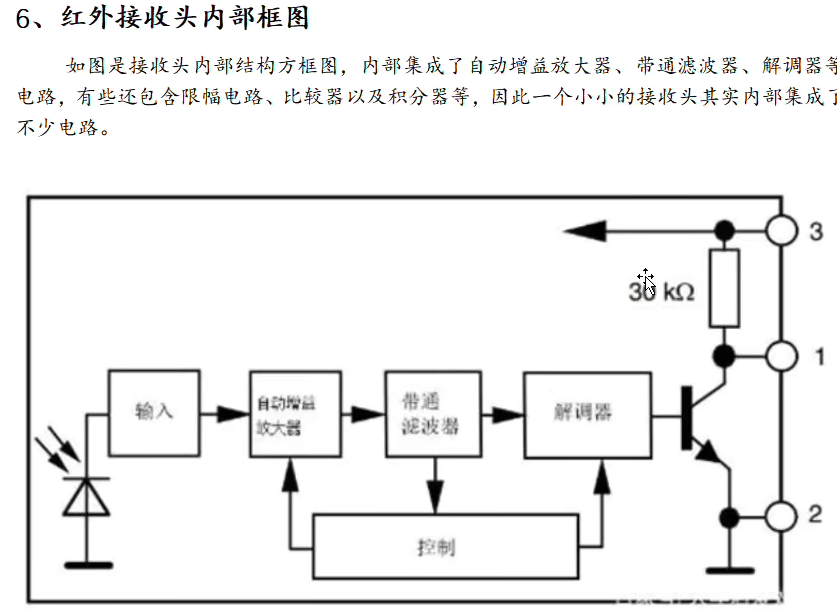 6、红外接收头内部框图
如图是接收头内部结构方框图，内部集成了自动增益放大器、带通滤波器、解调器等
电路，有些还包含限幅电路、比较器以及积分器等，因此一个小小的接收头其实内部集成了
不少电路。
3
30 kΩ
1
输入
自动增益
放大器
带通
滤波器
解调器
2
控制